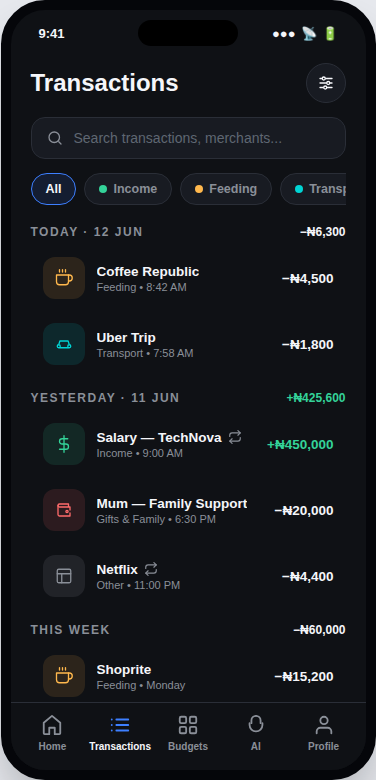 9:41
Transactions
Search transactions, merchants...
All Income Feeding Transp
TODAY · 12 JUN −₦6,300
Coffee Republic
Feeding • 8:42 AM
−₦4,500
Uber Trip
Transport • 7:58 AM
−₦1,800
YESTERDAY · 11 JUN +₦425,600
Salary — TechNova
Income • 9:00 AM
+₦450,000
Mum — Family Support
Gifts & Family • 6:30 PM
−₦20,000
Netflix
Other • 11:00 PM
−₦4,400
THIS WEEK −₦60,000
Shoprite
Feeding • Monday
−₦15,200
Home Transactions Budgets AI Profile